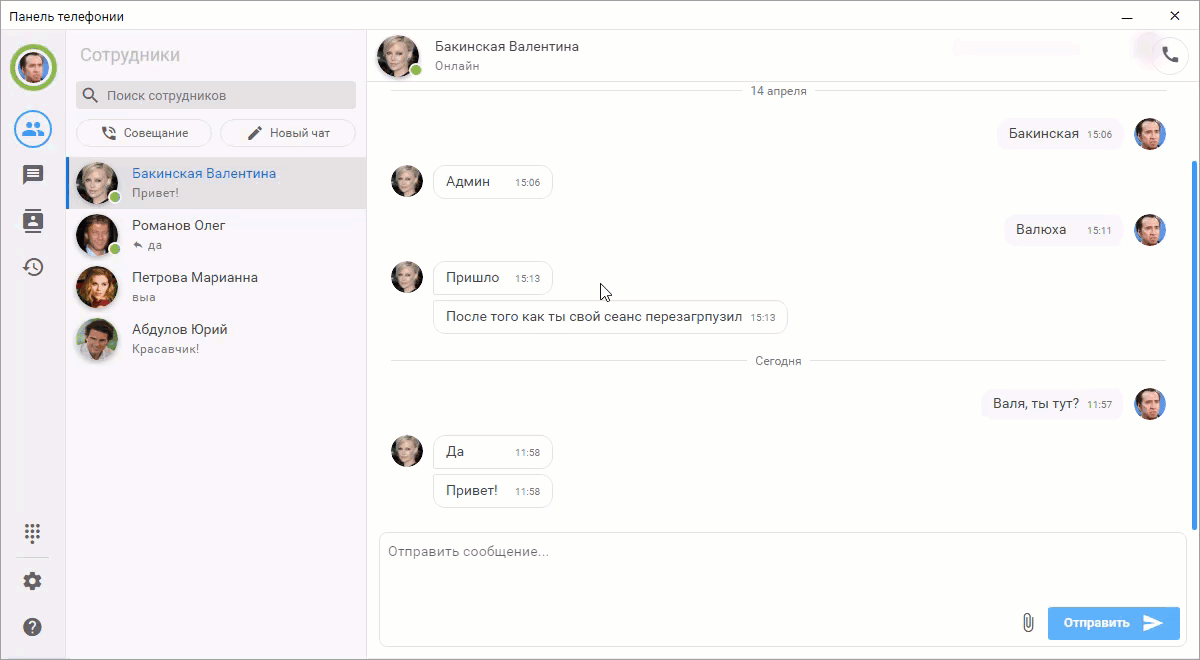 Панель телефонии
Сотрудники
Поиск сотрудников
Совещание
Новый чат
Бакинская Валентина
Привет!
Романов Олег
да
Петрова Марианна
выа
Абдулов Юрий
Красавчик!
Бакинская Валентина
Онлайн
14 апреля
Бакинская 15:06
Админ 15:06
Валюха 15:11
Пришло 15:13
После того как ты свой сеанс перезагрпузил 15:13
Сегодня
Валя, ты тут? 11:57
Да 11:58
Привет! 11:58
Отправить сообщение...
Отправить